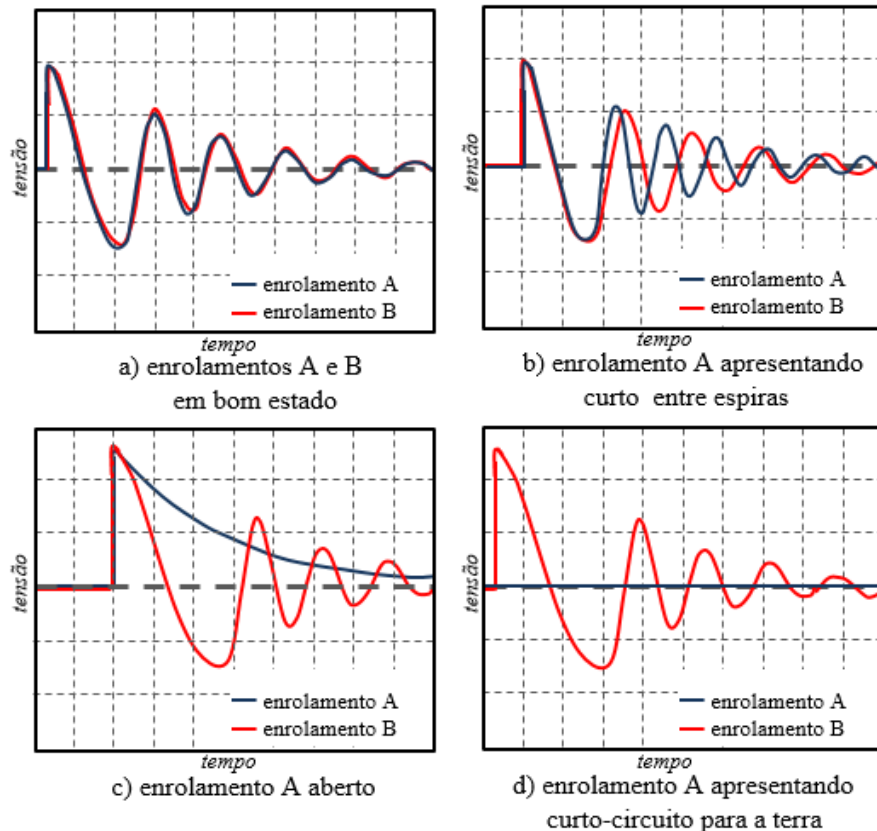 tensão
enrolamento A
enrolamento B
tempo
a) enrolamentos A e B
em bom estado
tensão
enrolamento A
enrolamento B
tempo
b) enrolamento A apresentando
curto entre espiras
tensão
enrolamento A
enrolamento B
tempo
c) enrolamento A aberto
tensão
enrolamento A
enrolamento B
tempo
d) enrolamento A apresentando
curto-circuito para a terra